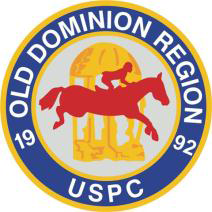 OLD DOMINION REGION
19 92
USPC